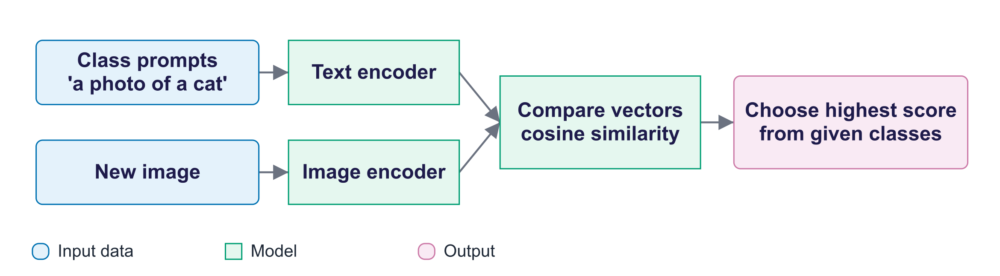 Class prompts
'a photo of a cat'
Text encoder
New image
Image encoder
Compare vectors
cosine similarity
Choose highest score
from given classes
Input data
Model
Output